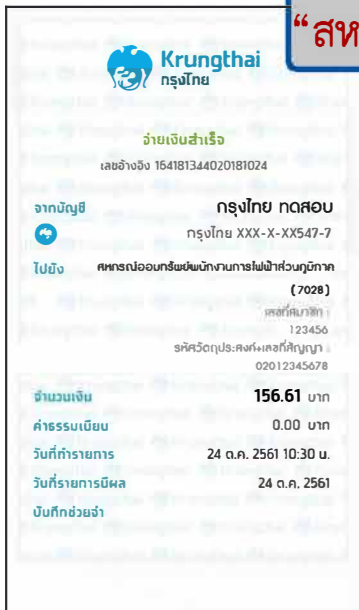 “สห
Krungthai
กรุงไทย
จ่ายเงินสำเร็จ
เลขอ้างอิง 164181344020181024
จากบัญชี กรุงไทย ทดสอบ
กรุงไทย XXX-X-XX547-7
ไปยัง สหกรณ์ออมทรัพย์พนักงานการไฟฟ้าส่วนภูมิภาค
(7028)
เลขที่สมาชิก :
123456
รหัสวัตถุประสงค์+เลขที่สัญญา :
02012345678
จำนวนเงิน 156.61 บาท
ค่าธรรมเนียม 0.00 บาท
วันที่ทำรายการ 24 ต.ค. 2561 10:30 น.
วันที่รายการมีผล 24 ต.ค. 2561
บันทึกช่วยจำ